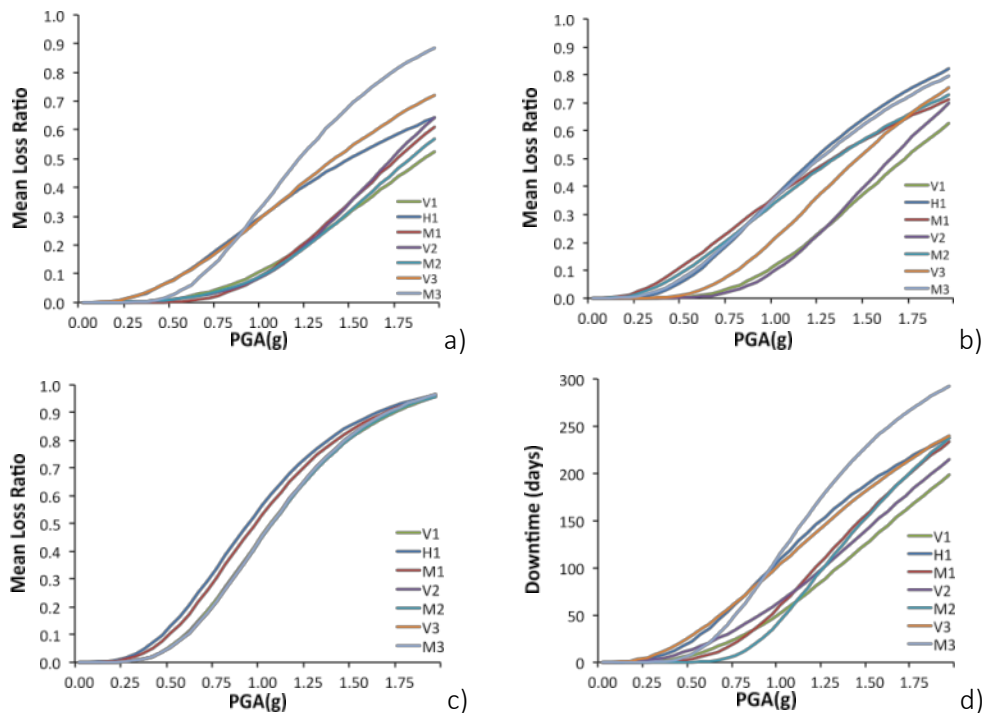 Mean Loss Ratio
1.0
0.9
0.8
0.7
0.6
0.5
0.4
0.3
0.2
0.1
0.0
V1
H1
M1
V2
M2
V3
M3
0.00 0.25 0.50 0.75 1.00 1.25 1.50 1.75
PGA(g)
a)
Mean Loss Ratio
1.0
0.9
0.8
0.7
0.6
0.5
0.4
0.3
0.2
0.1
0.0
V1
H1
M1
V2
M2
V3
M3
0.00 0.25 0.50 0.75 1.00 1.25 1.50 1.75
PGA(g)
b)
Mean Loss Ratio
1.0
0.9
0.8
0.7
0.6
0.5
0.4
0.3
0.2
0.1
0.0
V1
H1
M1
V2
M2
V3
M3
0.00 0.25 0.50 0.75 1.00 1.25 1.50 1.75
PGA(g)
c)
Downtime (days)
300
250
200
150
100
50
0
V1
H1
M1
V2
M2
V3
M3
0.00 0.25 0.50 0.75 1.00 1.25 1.50 1.75
PGA(g)
d)